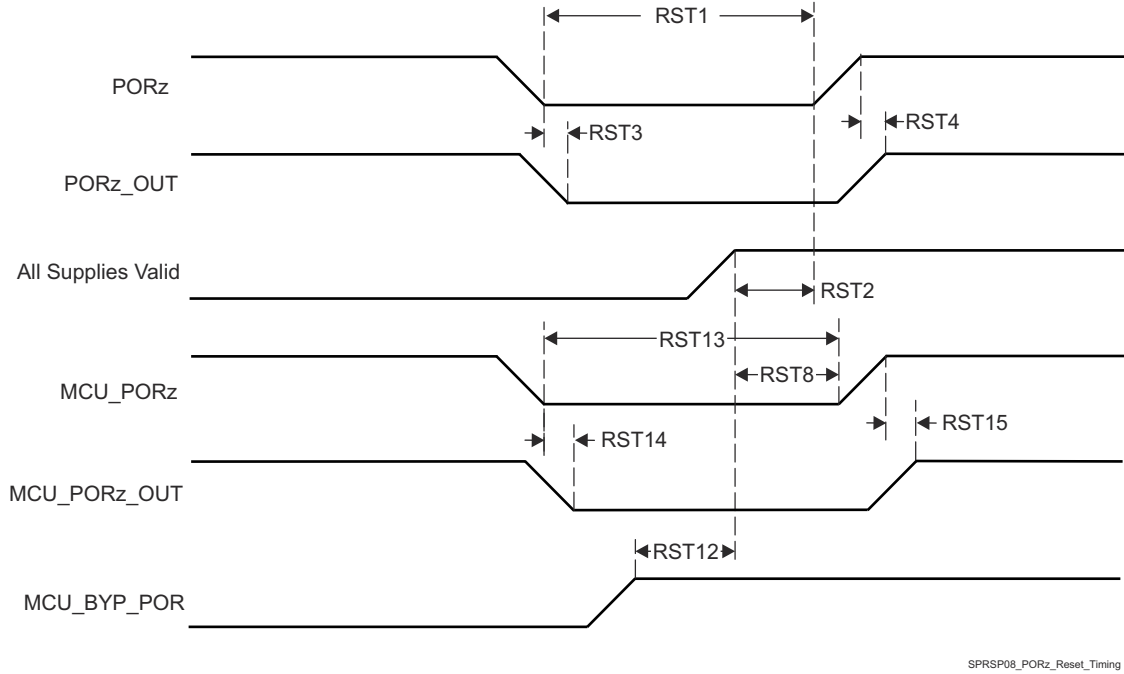 RST1
PORz
RST3
RST4
PORz_OUT
All Supplies Valid
RST2
RST13
RST8
MCU_PORz
RST14
RST15
MCU_PORz_OUT
RST12
MCU_BYP_POR
SPRSP08_PORz_Reset_Timing